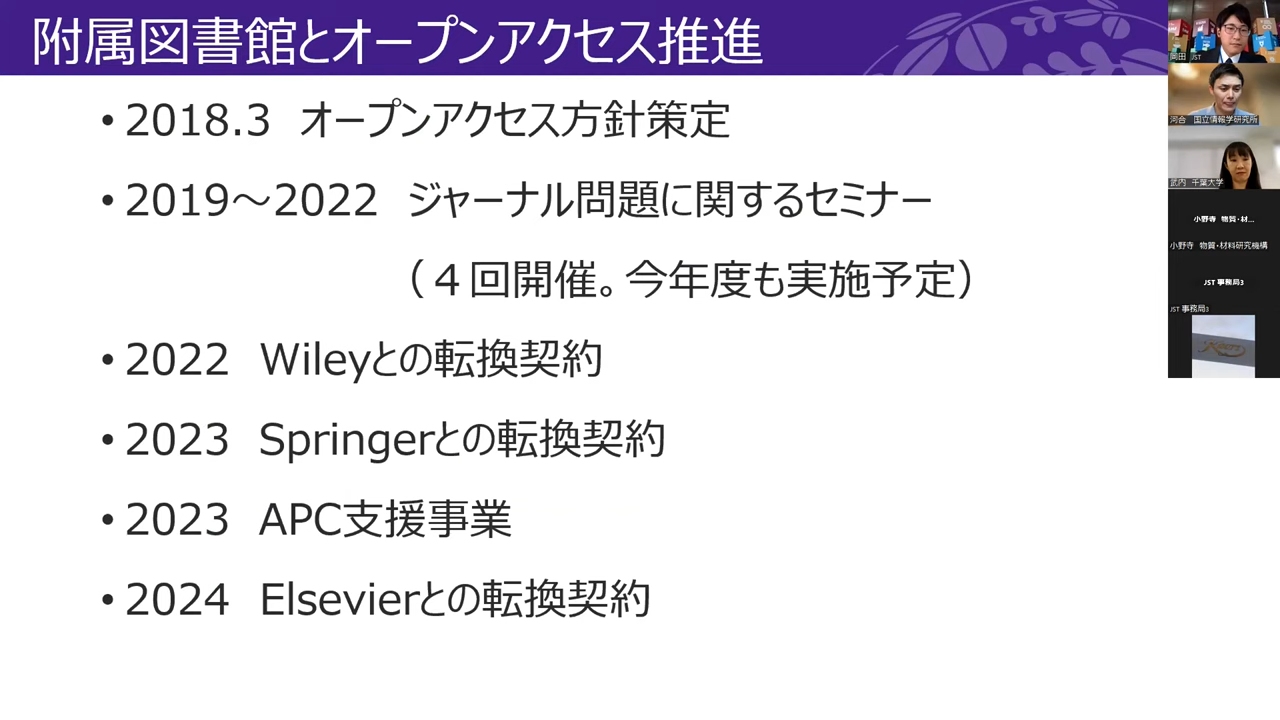 附属図書館とオープンアクセス推進
• 2018.3 オープンアクセス方針策定
• 2019～2022 ジャーナル問題に関するセミナー
（４回開催。今年度も実施予定）
• 2022 Wileyとの転換契約
• 2023 Springerとの転換契約
• 2023 APC支援事業
• 2024 Elsevierとの転換契約
岡田 JST
河合 国立情報学研究所
武内 千葉大学
小野寺 物質・材...
小野寺 物質・材料研究機構
JST 事務局3
JST 事務局3